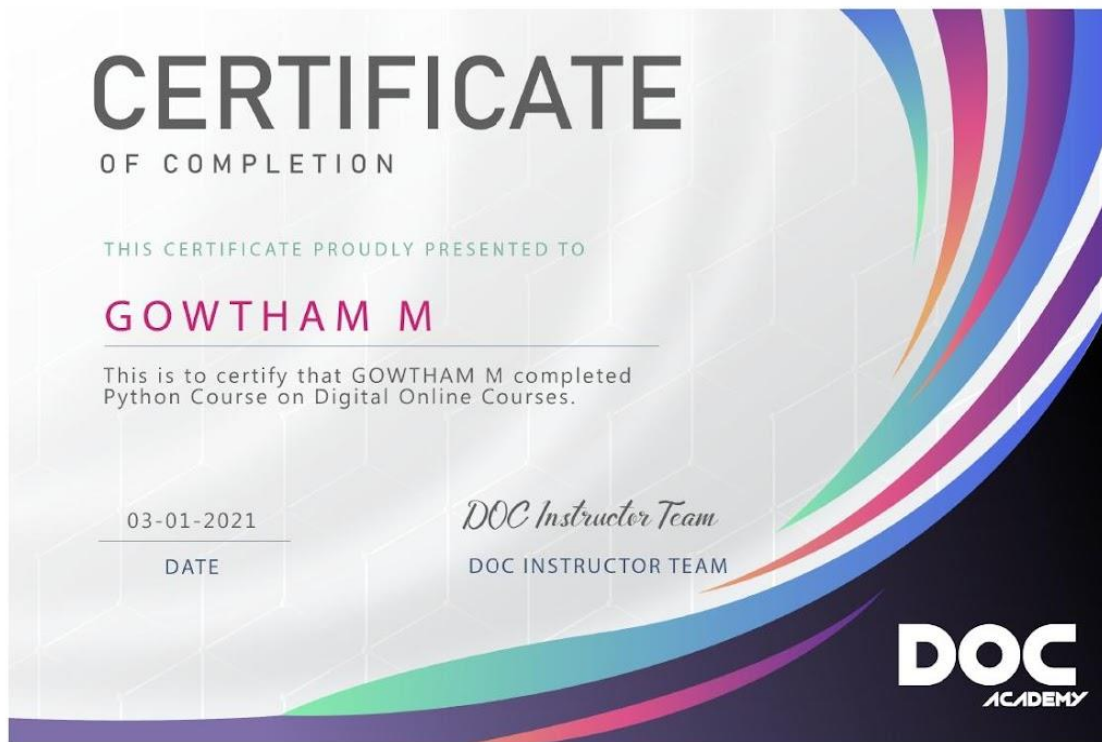 CERTIFICATE
OF COMPLETION
THIS CERTIFICATE PROUDLY PRESENTED TO
GOWTHAM M
This is to certify that GOWTHAM M completed
Python Course on Digital Online Courses.
03-01-2021
DATE
DOC Instructor Team
DOC INSTRUCTOR TEAM
DOC
ACADEMY